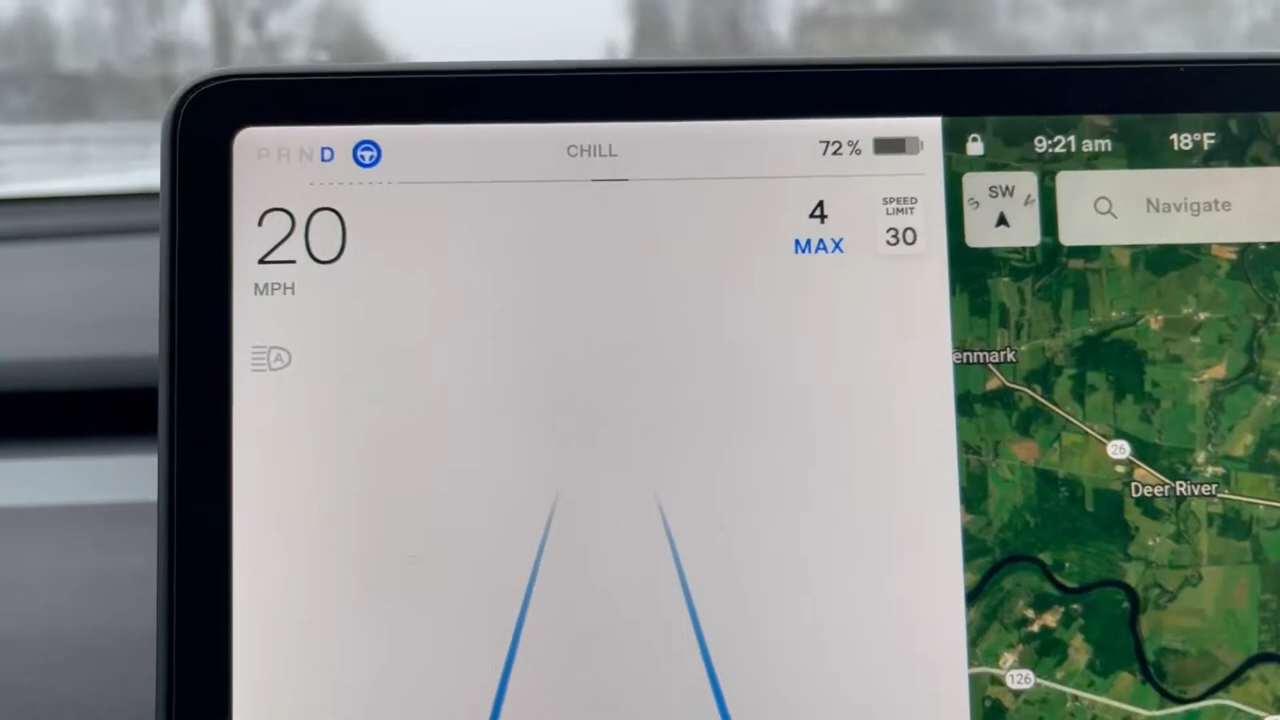 P R N D
CHILL
72%
20
MPH
4
MAX
SPEED
LIMIT
30
A
9:21 am
18°F
S SW
Navigate
enmark
26
Deer River
126